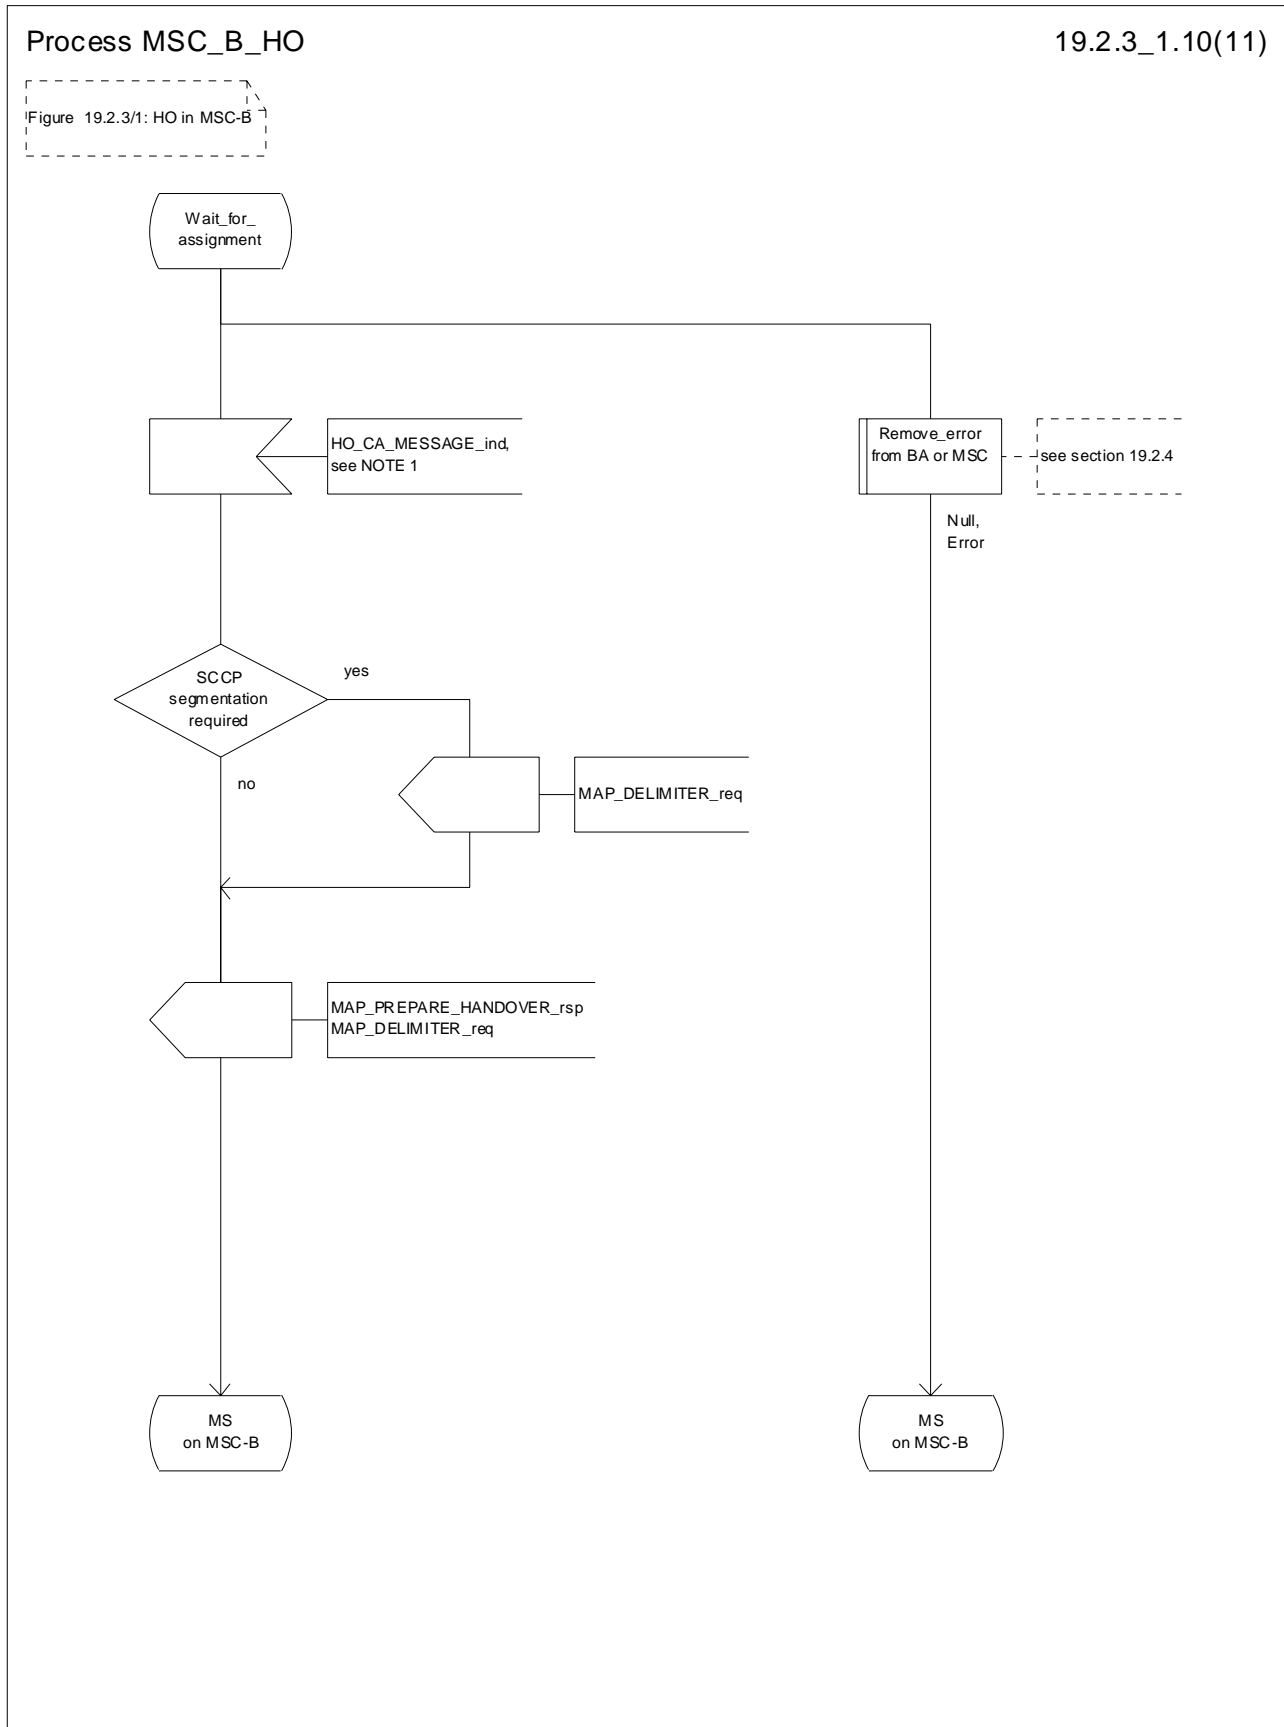 Process MSC_B_HO
19.2.3_1.10(11)
Figure 19.2.3/1: HO in MSC-B
Wait_for_
assignment
HO_CA_MESSAGE_ind,
see NOTE 1
Remove_error
from BA or MSC
see section 19.2.4
Null,
Error
SCCP
segmentation
required
yes
no
MAP_DELIMITER_req
MAP_PREPARE_HANDOVER_rsp
MAP_DELIMITER_req
MS
on MSC-B
MS
on MSC-B